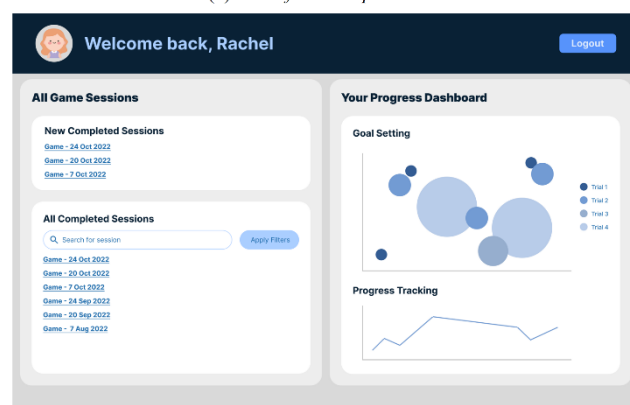 Welcome back, Rachel
Logout
All Game Sessions
New Completed Sessions
Game - 24 Oct 2022
Game - 20 Oct 2022
Game - 7 Oct 2022
All Completed Sessions
Search for session
Apply Filters
Game - 24 Oct 2022
Game - 20 Oct 2022
Game - 7 Oct 2022
Game - 24 Sep 2022
Game - 20 Sep 2022
Game - 7 Aug 2022
Your Progress Dashboard
Goal Setting
Trial 1
Trial 2
Trial 3
Trial 4
Progress Tracking